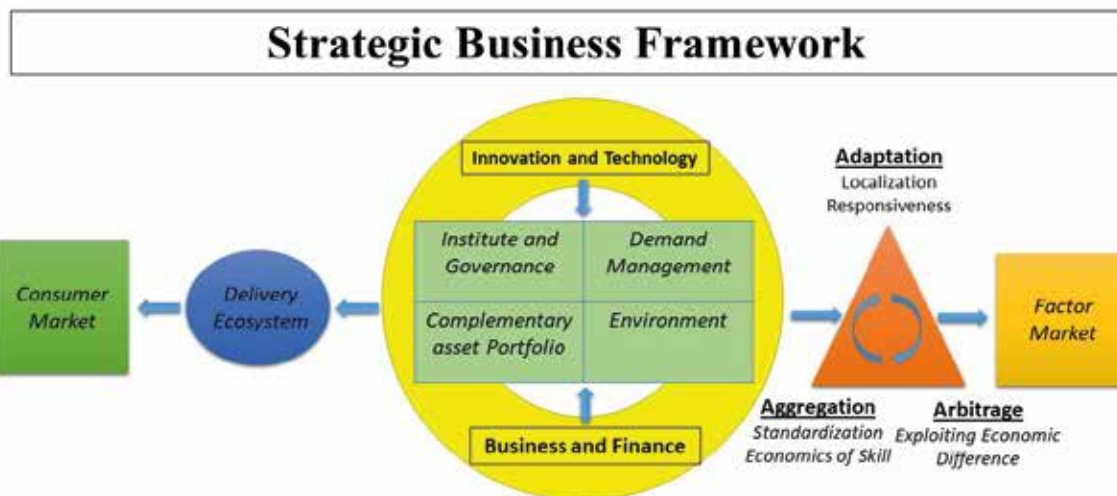 Strategic Business Framework
Innovation and Technology
Adaptation
Localization
Responsiveness
Institute and
Governance
Demand
Management
Consumer
Market
Delivery
Ecosystem
Complementary
asset Portfolio
Environment
Factor
Market
Business and Finance
Aggregation
Standardization
Economics of Skill
Arbitrage
Exploiting Economic
Difference